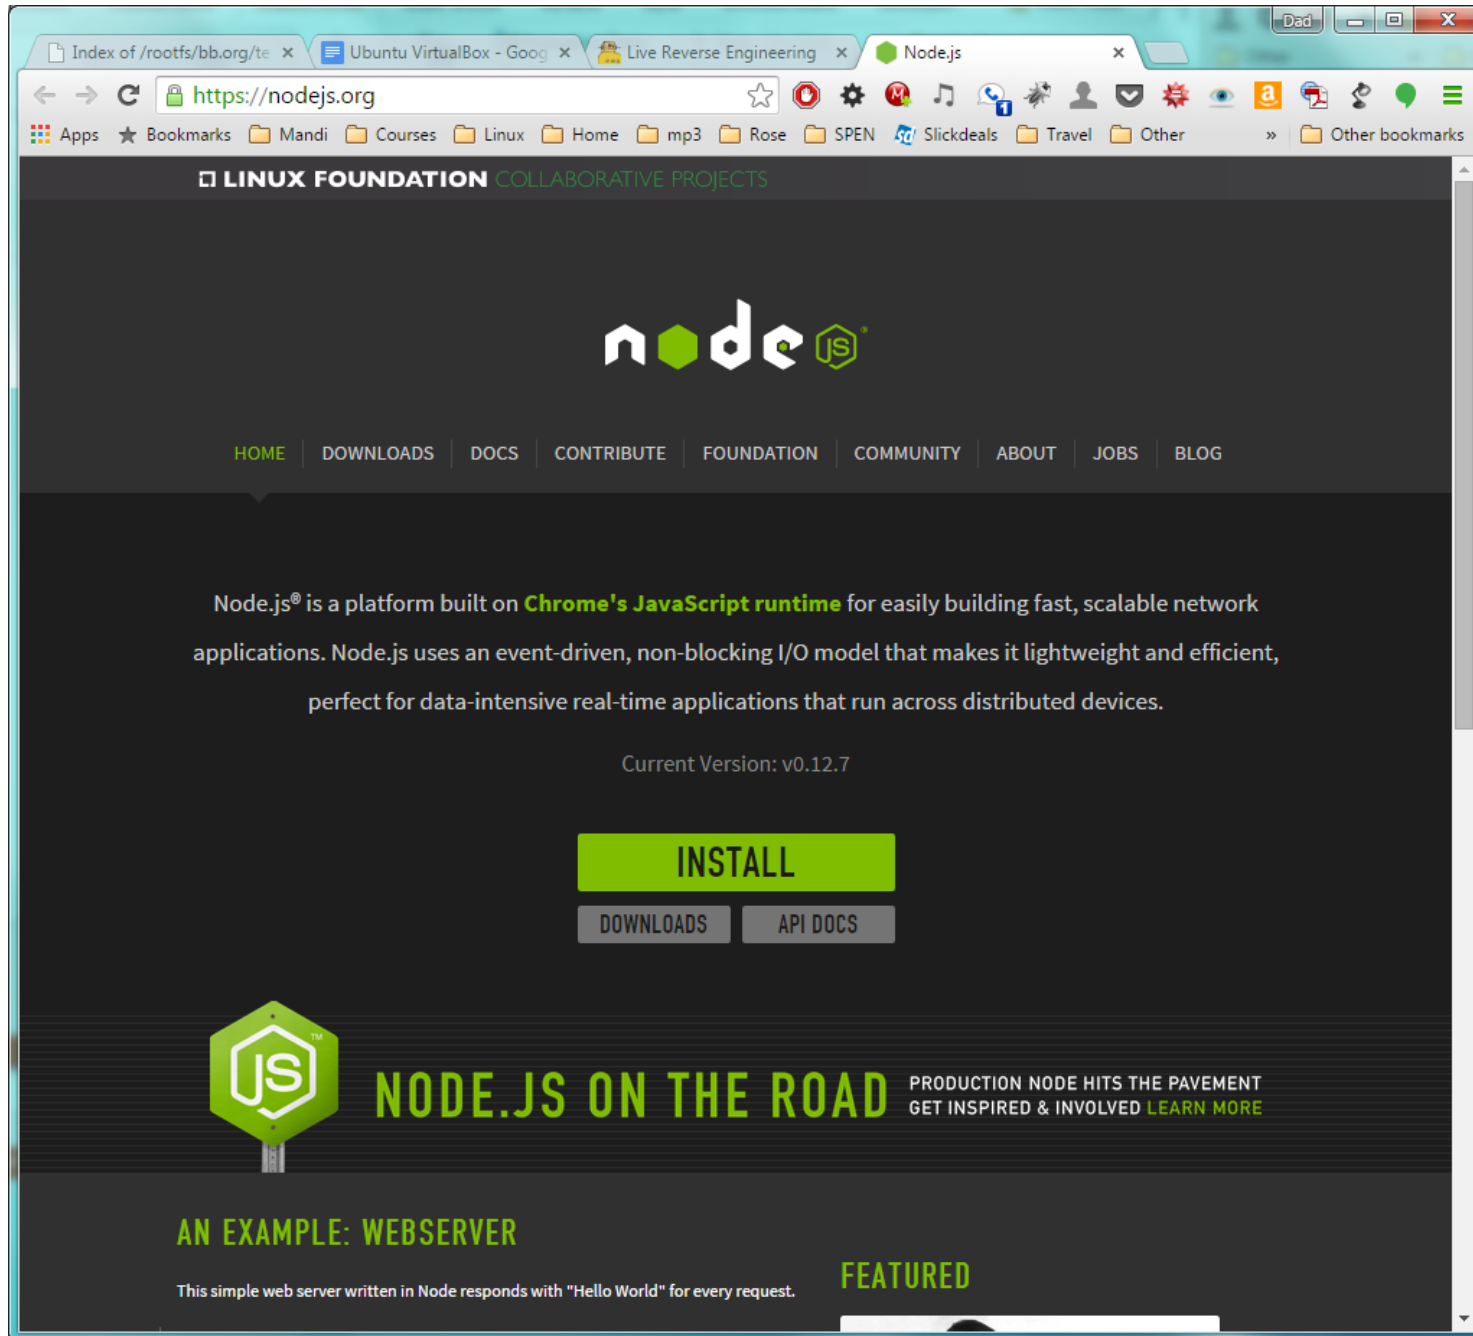 Dad
Index of /rootfs/bb.org/te
Ubuntu VirtualBox - Goog
Live Reverse Engineering
Node.js
https://nodejs.org
1
Apps
Bookmarks
Mandi
Courses
Linux
Home
mp3
Rose
SPEN
Slickdeals
Travel
Other
»
Other bookmarks
LINUX FOUNDATION COLLABORATIVE PROJECTS
node JS®
HOME
DOWNLOADS
DOCS
CONTRIBUTE
FOUNDATION
COMMUNITY
ABOUT
JOBS
BLOG
Node.js® is a platform built on Chrome's JavaScript runtime for easily building fast, scalable network
applications. Node.js uses an event-driven, non-blocking I/O model that makes it lightweight and efficient,
perfect for data-intensive real-time applications that run across distributed devices.
Current Version: v0.12.7
INSTALL
DOWNLOADS
API DOCS
JS™
NODE.JS ON THE ROAD
PRODUCTION NODE HITS THE PAVEMENT
GET INSPIRED & INVOLVED LEARN MORE
AN EXAMPLE: WEBSERVER
This simple web server written in Node responds with "Hello World" for every request.
FEATURED